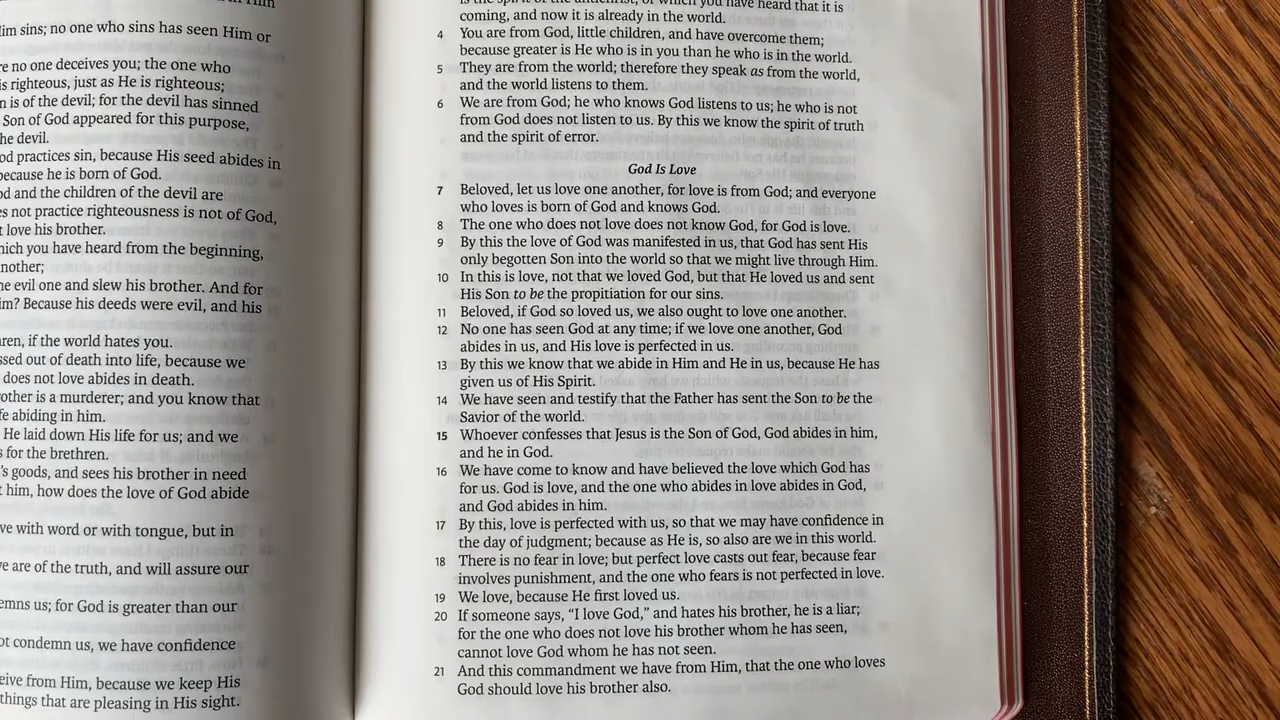 Him sins; no one who sins has seen Him or
re no one deceives you; the one who
is righteous, just as He is righteous;
n is of the devil; for the devil has sinned
Son of God appeared for this purpose,
he devil.
od practices sin, because His seed abides in
because he is born of God.
od and the children of the devil are
es not practice righteousness is not of God,
t love his brother.
hich you have heard from the beginning,
nother;
he evil one and slew his brother. And for
im? Because his deeds were evil, and his
ren, if the world hates you.
ssed out of death into life, because we
does not love abides in death.
other is a murderer; and you know that
fe abiding in him.
He laid down His life for us; and we
s for the brethren.
's goods, and sees his brother in need
t him, how does the love of God abide
ve with word or with tongue, but in
ve are of the truth, and will assure our
emns us; for God is greater than our
ot condemn us, we have confidence
eive from Him, because we keep His
things that are pleasing in His sight.
is the spirit of the antichrist, of which you have heard that it is
coming, and now it is already in the world.
4 You are from God, little children, and have overcome them;
because greater is He who is in you than he who is in the world.
5 They are from the world; therefore they speak as from the world,
and the world listens to them.
6 We are from God; he who knows God listens to us; he who is not
from God does not listen to us. By this we know the spirit of truth
and the spirit of error.
God Is Love
7 Beloved, let us love one another, for love is from God; and everyone
who loves is born of God and knows God.
8 The one who does not love does not know God, for God is love.
9 By this the love of God was manifested in us, that God has sent His
only begotten Son into the world so that we might live through Him.
10 In this is love, not that we loved God, but that He loved us and sent
His Son to be the propitiation for our sins.
11 Beloved, if God so loved us, we also ought to love one another.
12 No one has seen God at any time; if we love one another, God
abides in us, and His love is perfected in us.
13 By this we know that we abide in Him and He in us, because He has
given us of His Spirit.
14 We have seen and testify that the Father has sent the Son to be the
Savior of the world.
15 Whoever confesses that Jesus is the Son of God, God abides in him,
and he in God.
16 We have come to know and have believed the love which God has
for us. God is love, and the one who abides in love abides in God,
and God abides in him.
17 By this, love is perfected with us, so that we may have confidence in
the day of judgment; because as He is, so also are we in this world.
18 There is no fear in love; but perfect love casts out fear, because fear
involves punishment, and the one who fears is not perfected in love.
19 We love, because He first loved us.
20 If someone says, “I love God,” and hates his brother, he is a liar;
for the one who does not love his brother whom he has seen,
cannot love God whom he has not seen.
21 And this commandment we have from Him, that the one who loves
God should love his brother also.